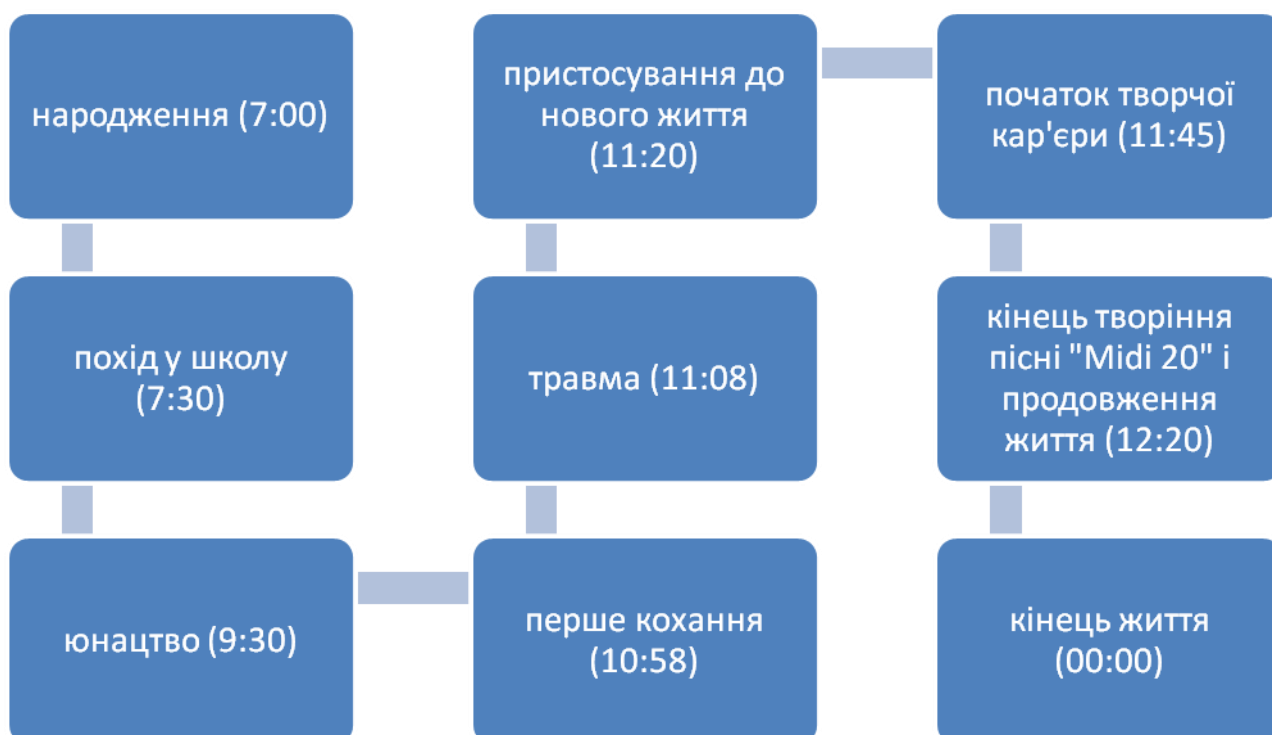 народження (7:00)
похід у школу
(7:30)
юнацтво (9:30)
перше кохання
(10:58)
травма (11:08)
пристосування до
нового життя
(11:20)
початок творчої
кар'єри (11:45)
кінець творіння
пісні "Midi 20" і
продовження
життя (12:20)
кінець життя
(00:00)